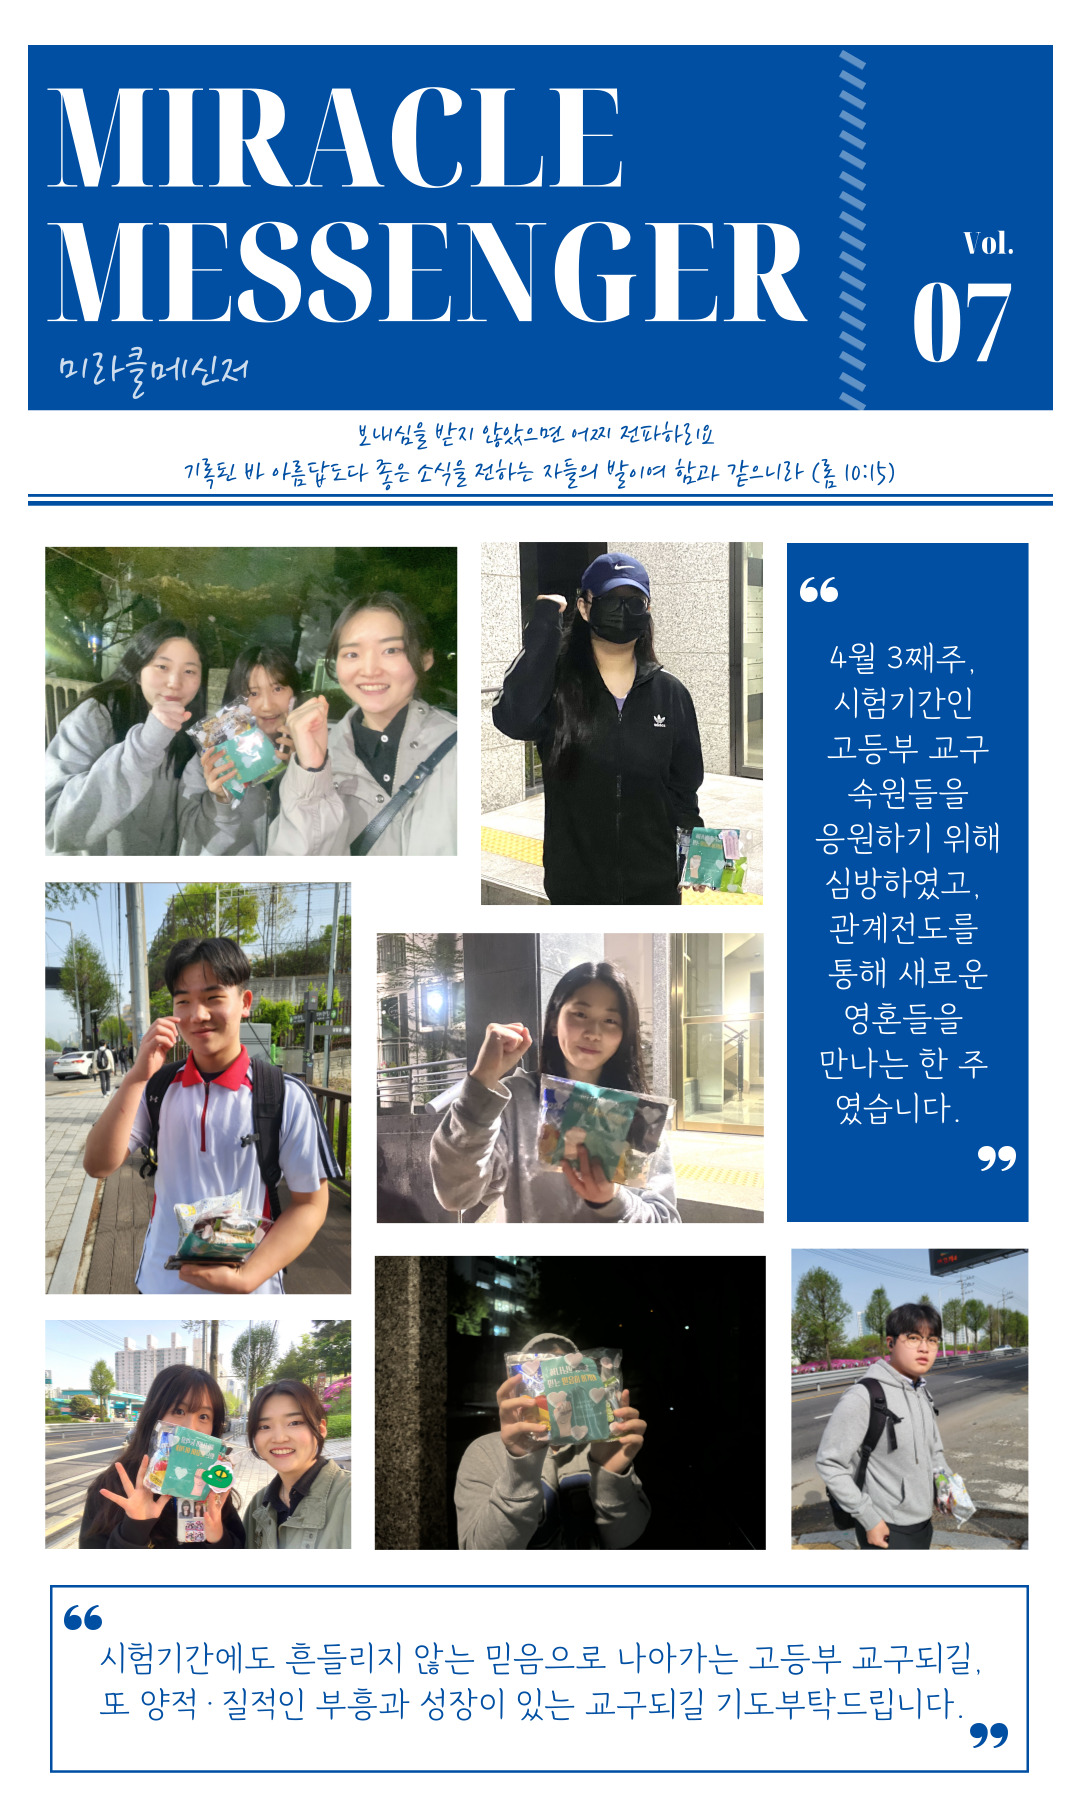 MIRACLE
MESSENGER
미라클메신저
Vol.
07
보내심을 받지 않았으면 어찌 전파하리요
기록된 바 아름답도다 좋은 소식을 전하는 자들의 발이여 함과 같으니라 (롬 10:15)
“
4월 3째주,
시험기간인
고등부 교구
속원들을
응원하기 위해
심방하였고,
관계전도를
통해 새로운
영혼들을
만나는 한 주
였습니다.
”
“
시험기간에도 흔들리지 않는 믿음으로 나아가는 고등부 교구되길,
또 양적·질적인 부흥과 성장이 있는 교구되길 기도부탁드립니다.
”